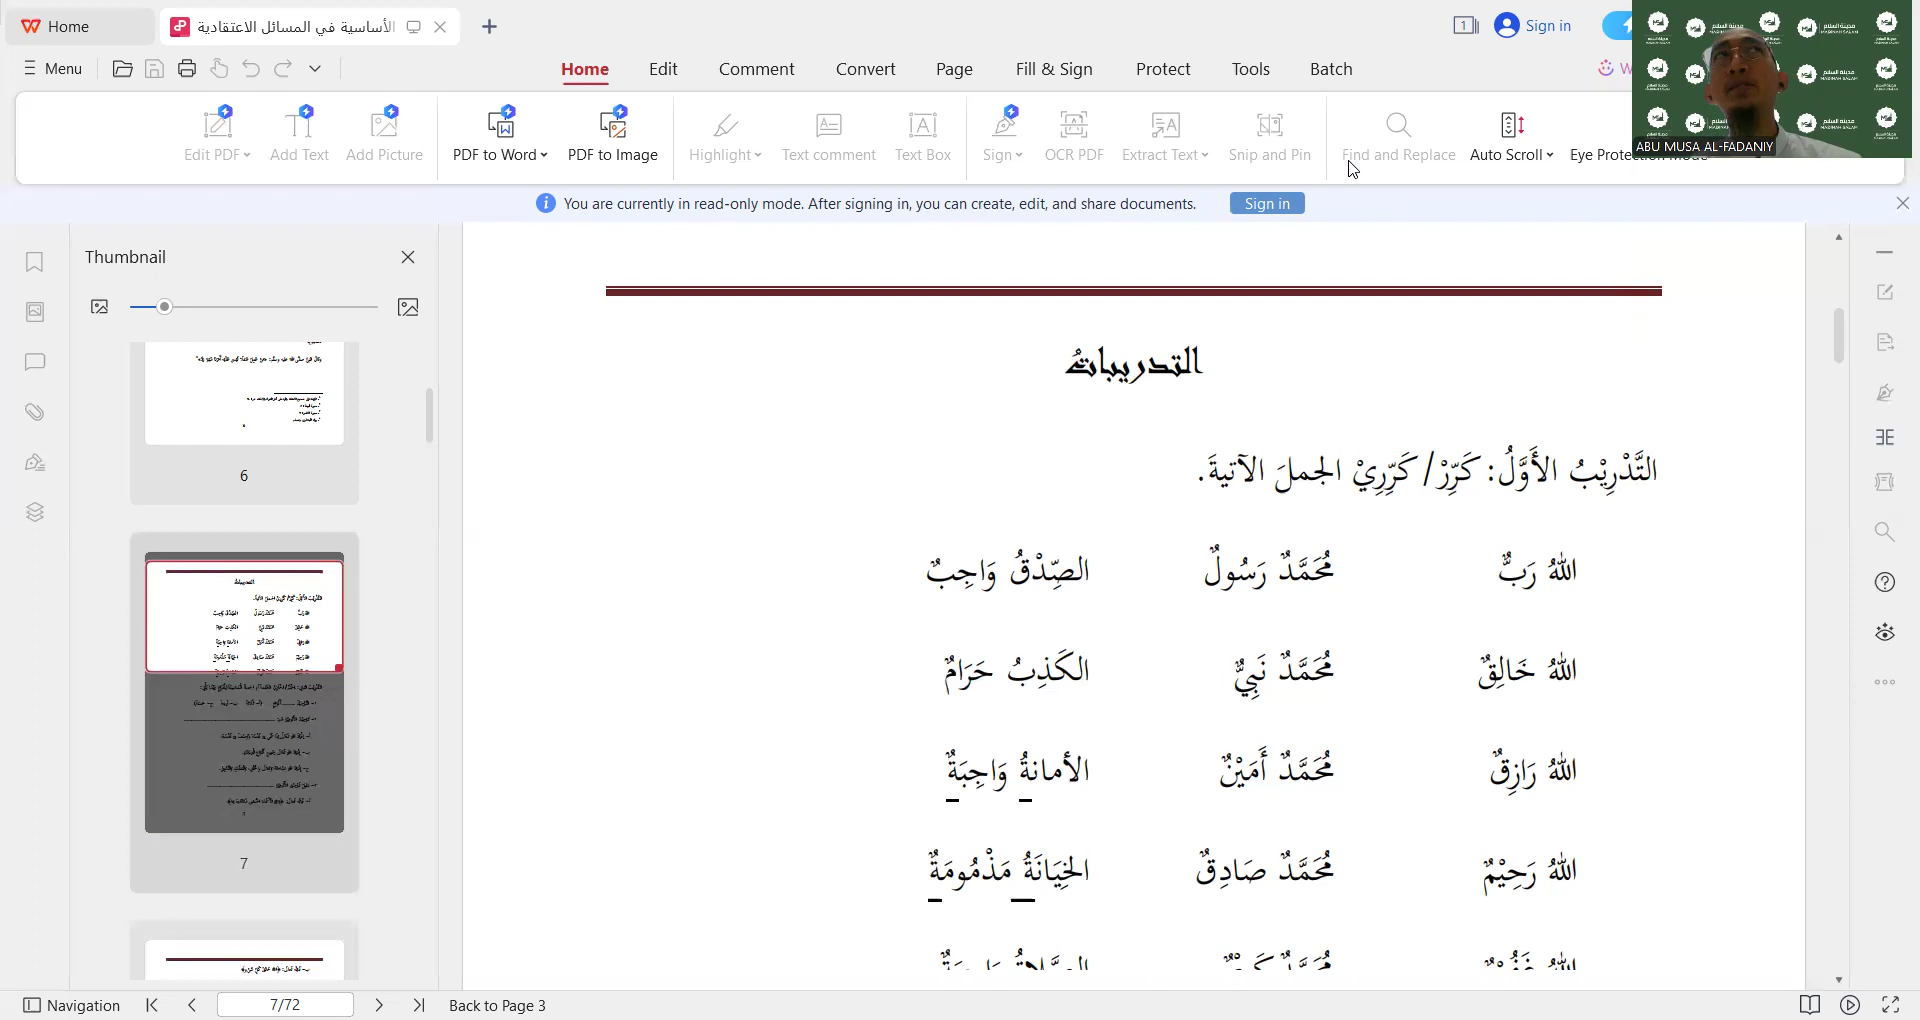 Home
الأساسية في المسائل الاعتقادية
Sign in
Menu
Home Edit Comment Convert Page Fill & Sign Protect Tools Batch
Edit PDF Add Text Add Picture PDF to Word PDF to Image Highlight Text comment Text Box Sign OCR PDF Extract Text Snip and Pin Find and Replace Auto Scroll Eye Protection Mode
ABU MUSA AL-FADANIY
You are currently in read-only mode. After signing in, you can create, edit, and share documents. Sign in
Thumbnail
6
7
التدريباتُ
التَّدْرِيْبُ الأَوَّلُ: كَرِّرْ/ كَرِّرِيْ الجملَ الآتيةَ.
اللهُ رَبٌّ مُحَمَّدٌ رَسُولٌ الصِّدْقُ وَاجِبٌ
اللهُ خَالِقٌ مُحَمَّدٌ نَبِيٌّ الكَذِبُ حَرَامٌ
اللهُ رَازِقٌ مُحَمَّدٌ أَمَيْنٌ الأمانةُ وَاجِبَةٌ
اللهُ رَحِيْمٌ مُحَمَّدٌ صَادِقٌ الخِيَانَةُ مَذْمُومَةٌ
Navigation 7/72 Back to Page 3